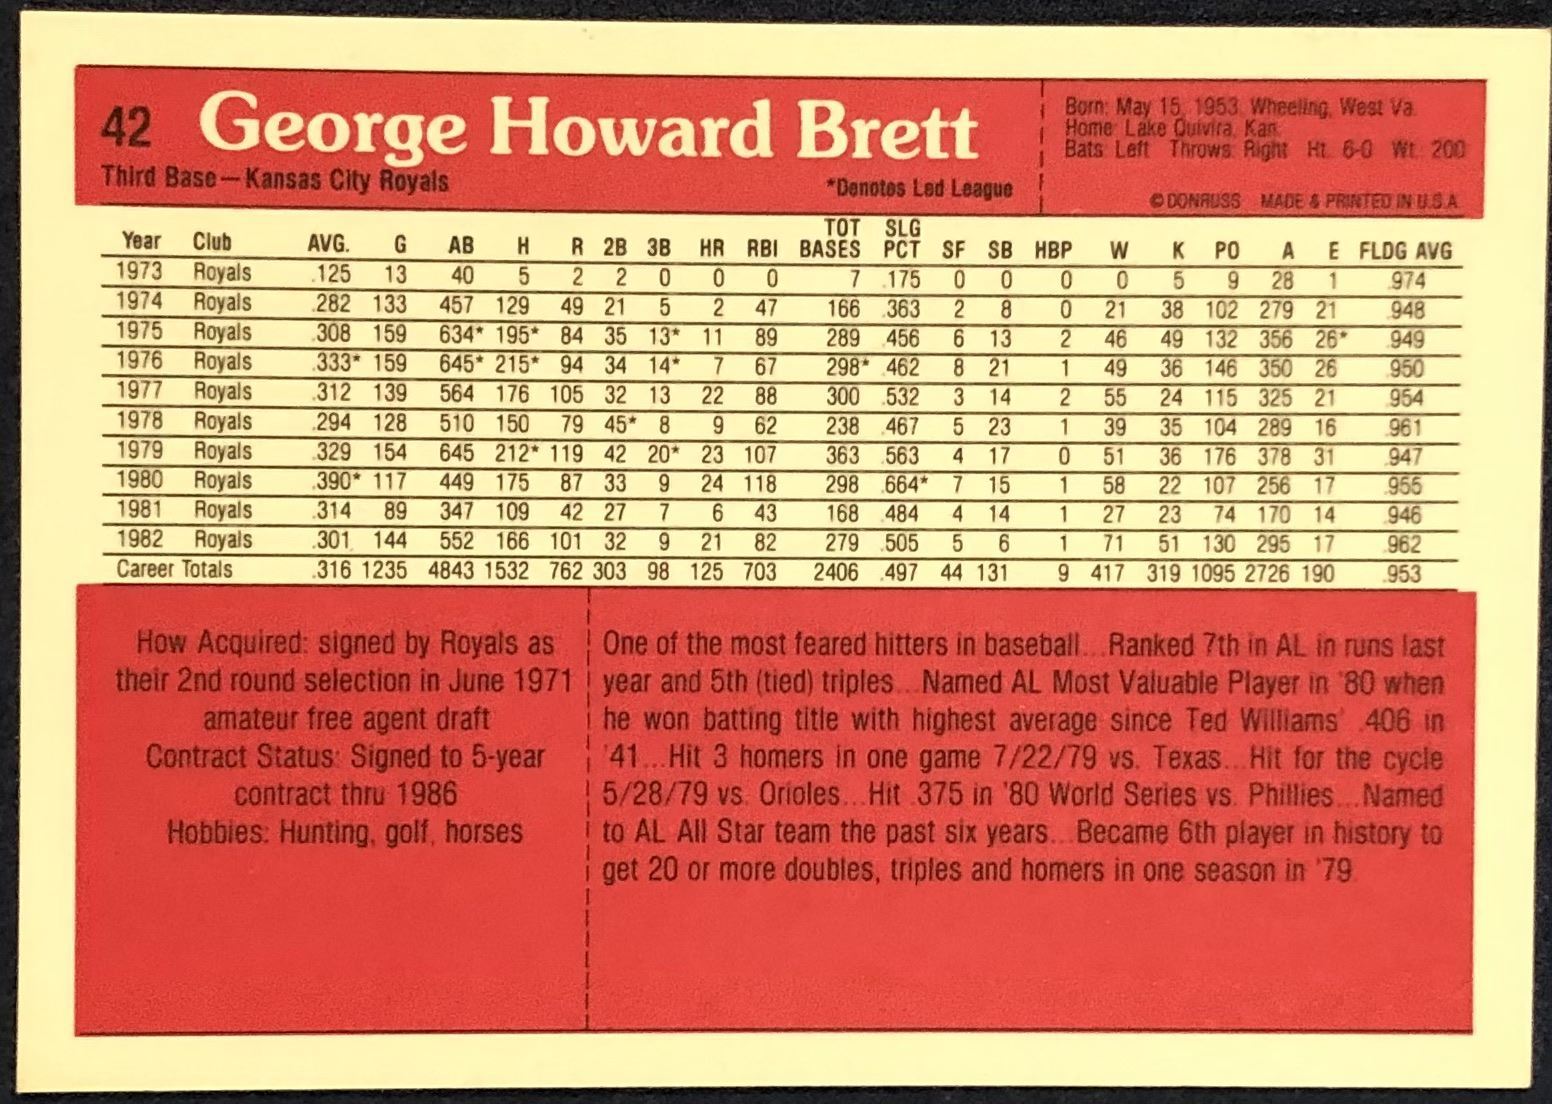 42 George Howard Brett
Third Base—Kansas City Royals *Denotes Led League
Born: May 15, 1953 Wheeling, West Va.
Home: Lake Quivira, Kan.
Bats: Left Throws: Right Ht. 6-0 Wt. 200
© DONRUSS MADE & PRINTED IN U.S.A.
Year Club AVG. G AB H R 2B 3B HR RBI TOT BASES SLG PCT SF SB HBP W K PO A E FLDG AVG
1973 Royals .125 13 40 5 2 2 0 0 0 7 .175 0 0 0 0 5 9 28 1 .974
1974 Royals .282 133 457 129 49 21 5 2 47 166 .363 2 8 0 21 38 102 279 21 .948
1975 Royals .308 159 634* 195* 84 35 13* 11 89 289 .456 6 13 2 46 49 132 356 26* .949
1976 Royals .333* 159 645* 215* 94 34 14* 7 67 298* .462 8 21 1 49 36 146 350 26 .950
1977 Royals .312 139 564 176 105 32 13 22 88 300 .532 3 14 2 55 24 115 325 21 .954
1978 Royals .294 128 510 150 79 45* 8 9 62 238 .467 5 23 1 39 35 104 289 16 .961
1979 Royals .329 154 645 212* 119 42 20* 23 107 363 .563 4 17 0 51 36 176 378 31 .947
1980 Royals .390* 117 449 175 87 33 9 24 118 298 .664* 7 15 1 58 22 107 256 17 .955
1981 Royals .314 89 347 109 42 27 7 6 43 168 .484 4 14 1 27 23 74 170 14 .946
1982 Royals .301 144 552 166 101 32 9 21 82 279 .505 5 6 1 71 51 130 295 17 .962
Career Totals .316 1235 4843 1532 762 303 98 125 703 2406 .497 44 131 9 417 319 1095 2726 190 .953
How Acquired: signed by Royals as
their 2nd round selection in June 1971
amateur free agent draft
Contract Status: Signed to 5-year
contract thru 1986
Hobbies: Hunting, golf, horses
One of the most feared hitters in baseball...Ranked 7th in AL in runs last
year and 5th (tied) triples...Named AL Most Valuable Player in '80 when
he won batting title with highest average since Ted Williams' .406 in
'41...Hit 3 homers in one game 7/22/79 vs. Texas...Hit for the cycle
5/28/79 vs. Orioles...Hit .375 in '80 World Series vs. Phillies...Named
to AL All Star team the past six years...Became 6th player in history to
get 20 or more doubles, triples and homers in one season in '79.